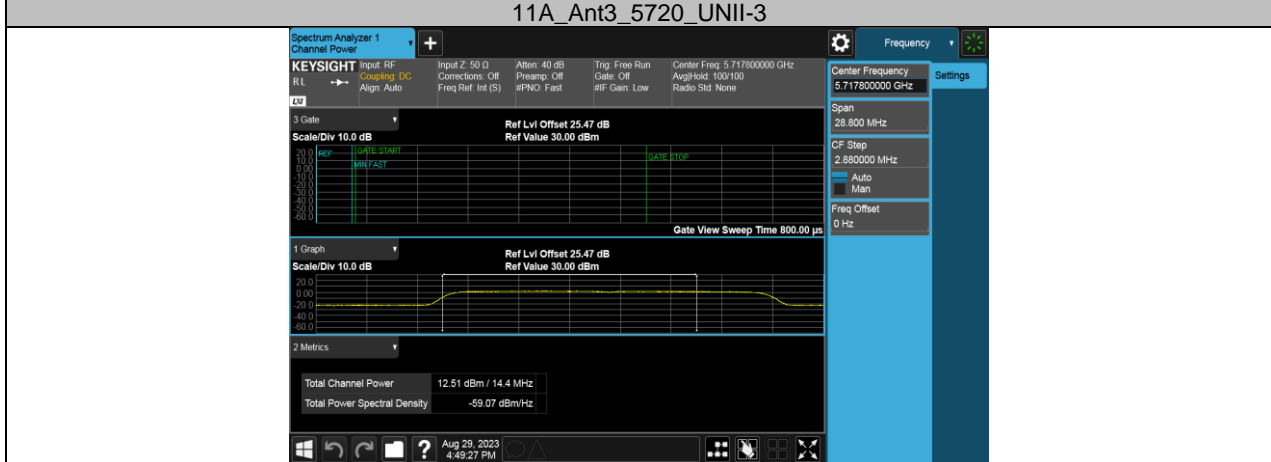 11A_Ant3_5720_UNII-3
Spectrum Analyzer 1
Channel Power
+
Frequency
KEYSIGHT
RL
LXI
Input: RF
Coupling: DC
Align: Auto
Input Z: 50 Ω
Corrections: Off
Freq Ref: Int (S)
Atten: 40 dB
Preamp: Off
#PNO: Fast
Trig: Free Run
Gate: Off
#IF Gain: Low
Center Freq: 5.717800000 GHz
Avg|Hold: 100/100
Radio Std: None
Center Frequency
5.717800000 GHz
Settings
Span
28.800 MHz
CF Step
2.880000 MHz
Auto
Man
Freq Offset
0 Hz
3 Gate
Scale/Div 10.0 dB
Ref Lvl Offset 25.47 dB
Ref Value 30.00 dBm
20.0
10.0
0.00
-10.0
-20.0
-30.0
-40.0
-50.0
-60.0
REF
GATE START
MIN FAST
GATE STOP
Gate View Sweep Time 800.00 µs
1 Graph
Scale/Div 10.0 dB
Ref Lvl Offset 25.47 dB
Ref Value 30.00 dBm
20.0
0.00
-20.0
-40.0
-60.0
2 Metrics
Total Channel Power 12.51 dBm / 14.4 MHz
Total Power Spectral Density -59.07 dBm/Hz
?
Aug 29, 2023
4:49:27 PM